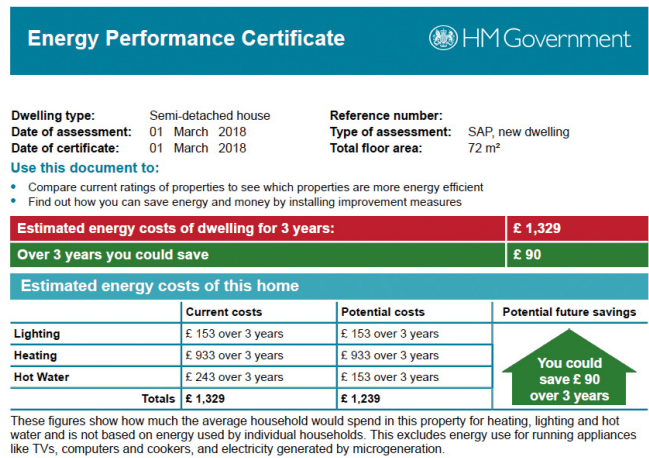 Energy Performance Certificate HM Government
Dwelling type: Semi-detached house Reference number:
Date of assessment: 01 March 2018 Type of assessment: SAP, new dwelling
Date of certificate: 01 March 2018 Total floor area: 72 m²
Use this document to:
• Compare current ratings of properties to see which properties are more energy efficient
• Find out how you can save energy and money by installing improvement measures
Estimated energy costs of dwelling for 3 years: £ 1,329
Over 3 years you could save £ 90
Estimated energy costs of this home
Current costs Potential costs Potential future savings
Lighting £ 153 over 3 years £ 153 over 3 years
Heating £ 933 over 3 years £ 933 over 3 years
Hot Water £ 243 over 3 years £ 153 over 3 years
Totals £ 1,329 £ 1,239
You could
save £ 90
over 3 years
These figures show how much the average household would spend in this property for heating, lighting and hot
water and is not based on energy used by individual households. This excludes energy use for running appliances
like TVs, computers and cookers, and electricity generated by microgeneration.